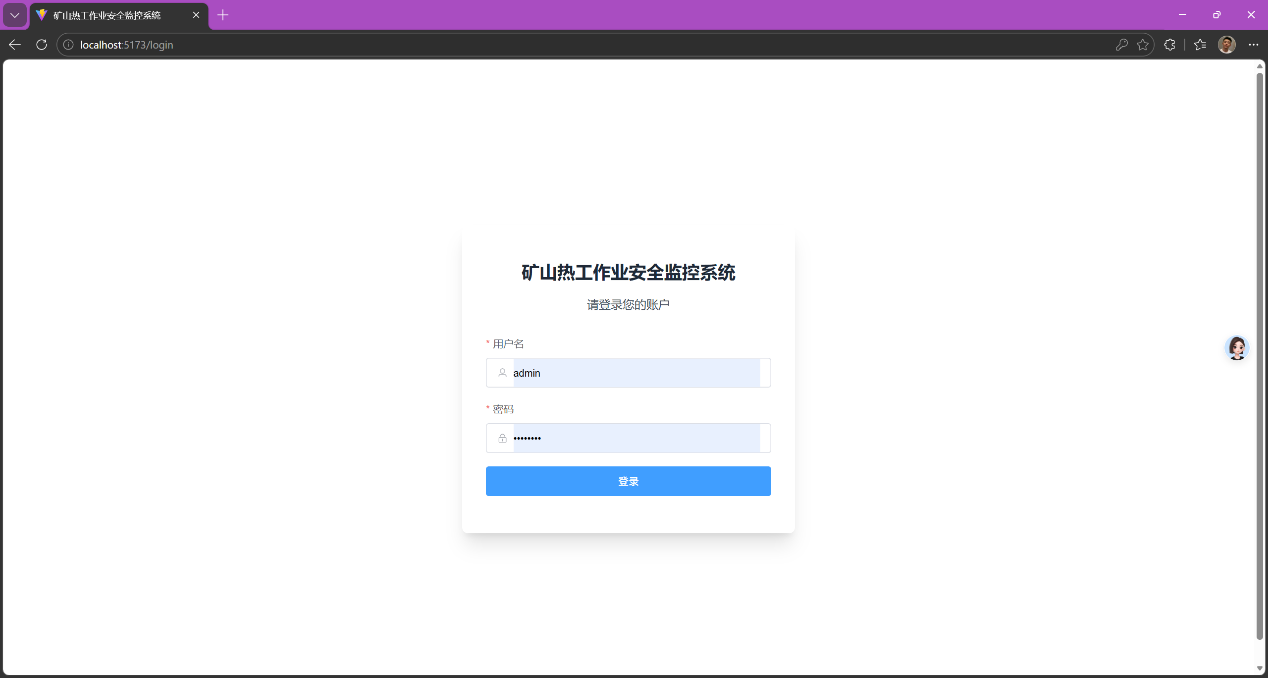 矿山热工作业安全监控系统
localhost:5173/login
矿山热工作业安全监控系统
请登录您的账户
* 用户名
admin
* 密码
••••••••
登录